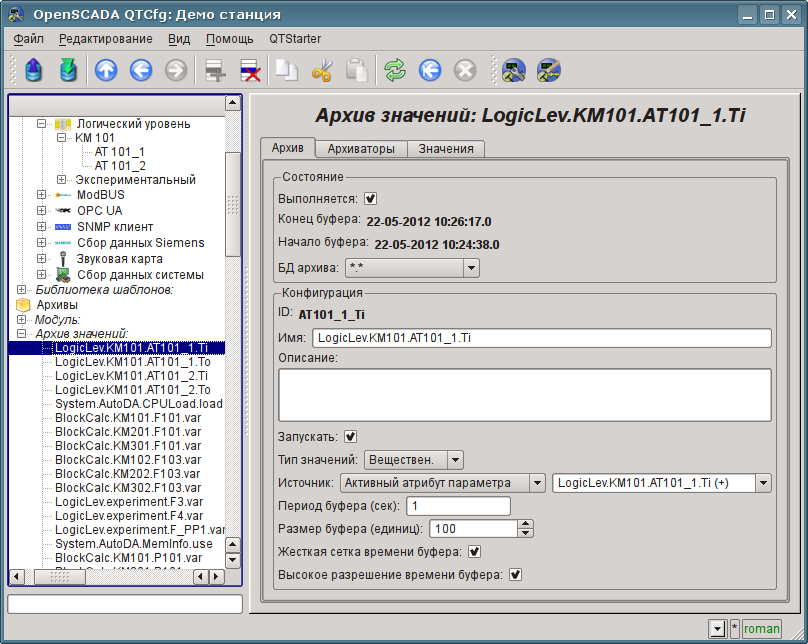 OpenSCADA QTCfg: Демо станция
Файл Редактирование Вид Помощь QTStarter
Логический уровень
КМ 101
АТ 101_1
АТ 101_2
Экспериментальный
ModBUS
OPC UA
SNMP клиент
Сбор данных Siemens
Звуковая карта
Сбор данных системы
Библиотека шаблонов:
Архивы
Модуль:
Архив значений:
LogicLev.KM101.AT101_1.Ti
LogicLev.KM101.AT101_1.To
LogicLev.KM101.AT101_2.Ti
LogicLev.KM101.AT101_2.To
System.AutoDA.CPULoad.load
BlockCalc.KM101.F101.var
BlockCalc.KM201.F101.var
BlockCalc.KM301.F101.var
BlockCalc.KM102.F103.var
BlockCalc.KM202.F103.var
BlockCalc.KM302.F103.var
LogicLev.experiment.F3.var
LogicLev.experiment.F4.var
LogicLev.experiment.F_PP1.var
System.AutoDA.MemInfo.use
BlockCalc.KM101.P101.var
Архив значений: LogicLev.KM101.AT101_1.Ti
Архив Архиваторы Значения
Состояние
Выполняется:
Конец буфера: 22-05-2012 10:26:17.0
Начало буфера: 22-05-2012 10:24:38.0
БД архива: *.*
Конфигурация
ID: AT101_1_Ti
Имя: LogicLev.KM101.AT101_1.Ti
Описание:
Запускать:
Тип значений: Веществен.
Источник: Активный атрибут параметра LogicLev.KM101.AT101_1.Ti (+)
Период буфера (сек): 1
Размер буфера (единиц): 100
Жесткая сетка времени буфера:
Высокое разрешение времени буфера:
* roman